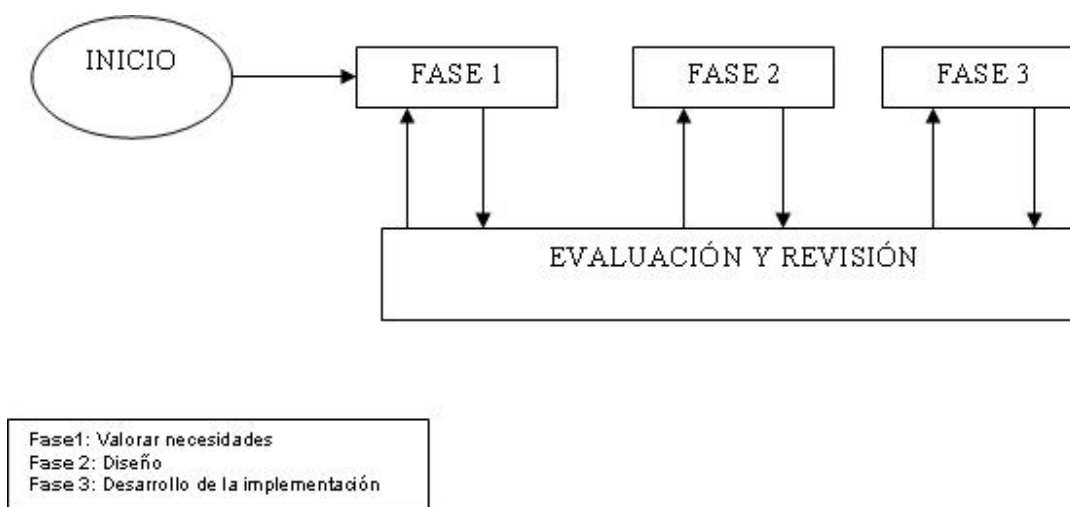 INICIO
FASE 1
FASE 2
FASE 3
EVALUACIÓN Y REVISIÓN
Fase1: Valorar necesidades
Fase 2: Diseño
Fase 3: Desarrollo de la implementación